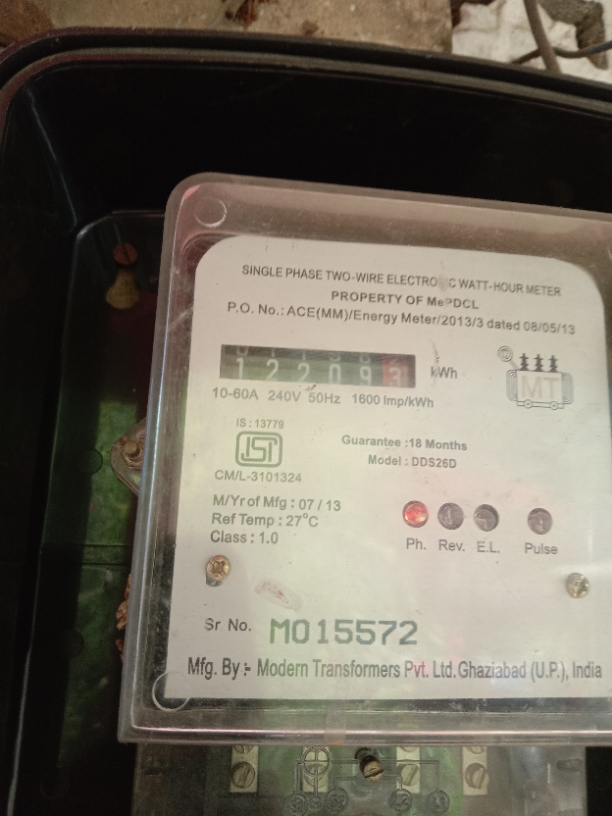 SINGLE PHASE TWO-WIRE ELECTRONIC WATT-HOUR METER
PROPERTY OF MePDCL
P.O. No.: ACE(MM)/Energy Meter/2013/3 dated 08/05/13
122093 kWh
MT
10-60A 240V 50Hz 1600 Imp/kWh
IS : 13779
ISI
CM/L-3101324
Guarantee : 18 Months
Model : DDS26D
M/Yr of Mfg : 07 / 13
Ref Temp : 27°C
Class : 1.0
Ph. Rev. E.L. Pulse
Sr No. M015572
Mfg. By :- Modern Transformers Pvt. Ltd. Ghaziabad (U.P.), India